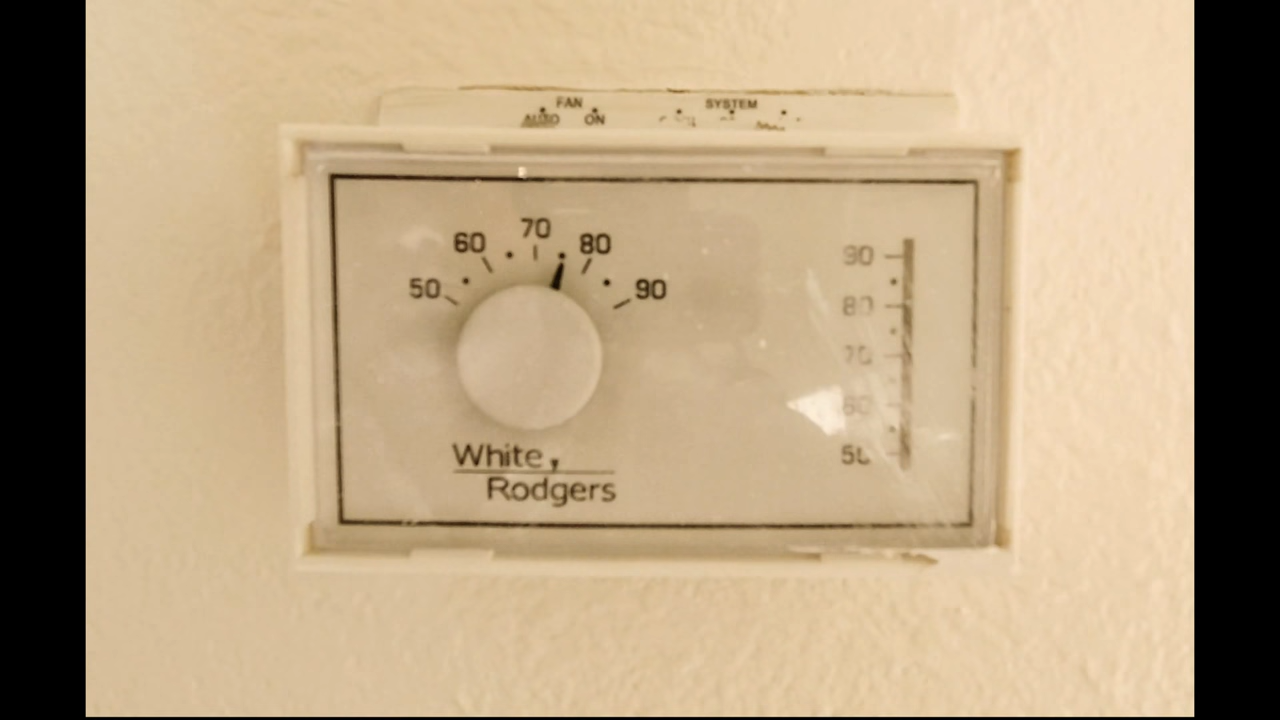 FAN SYSTEM
AUTO ON
70
60 80
50 90
90
80
70
60
50
White,
Rodgers